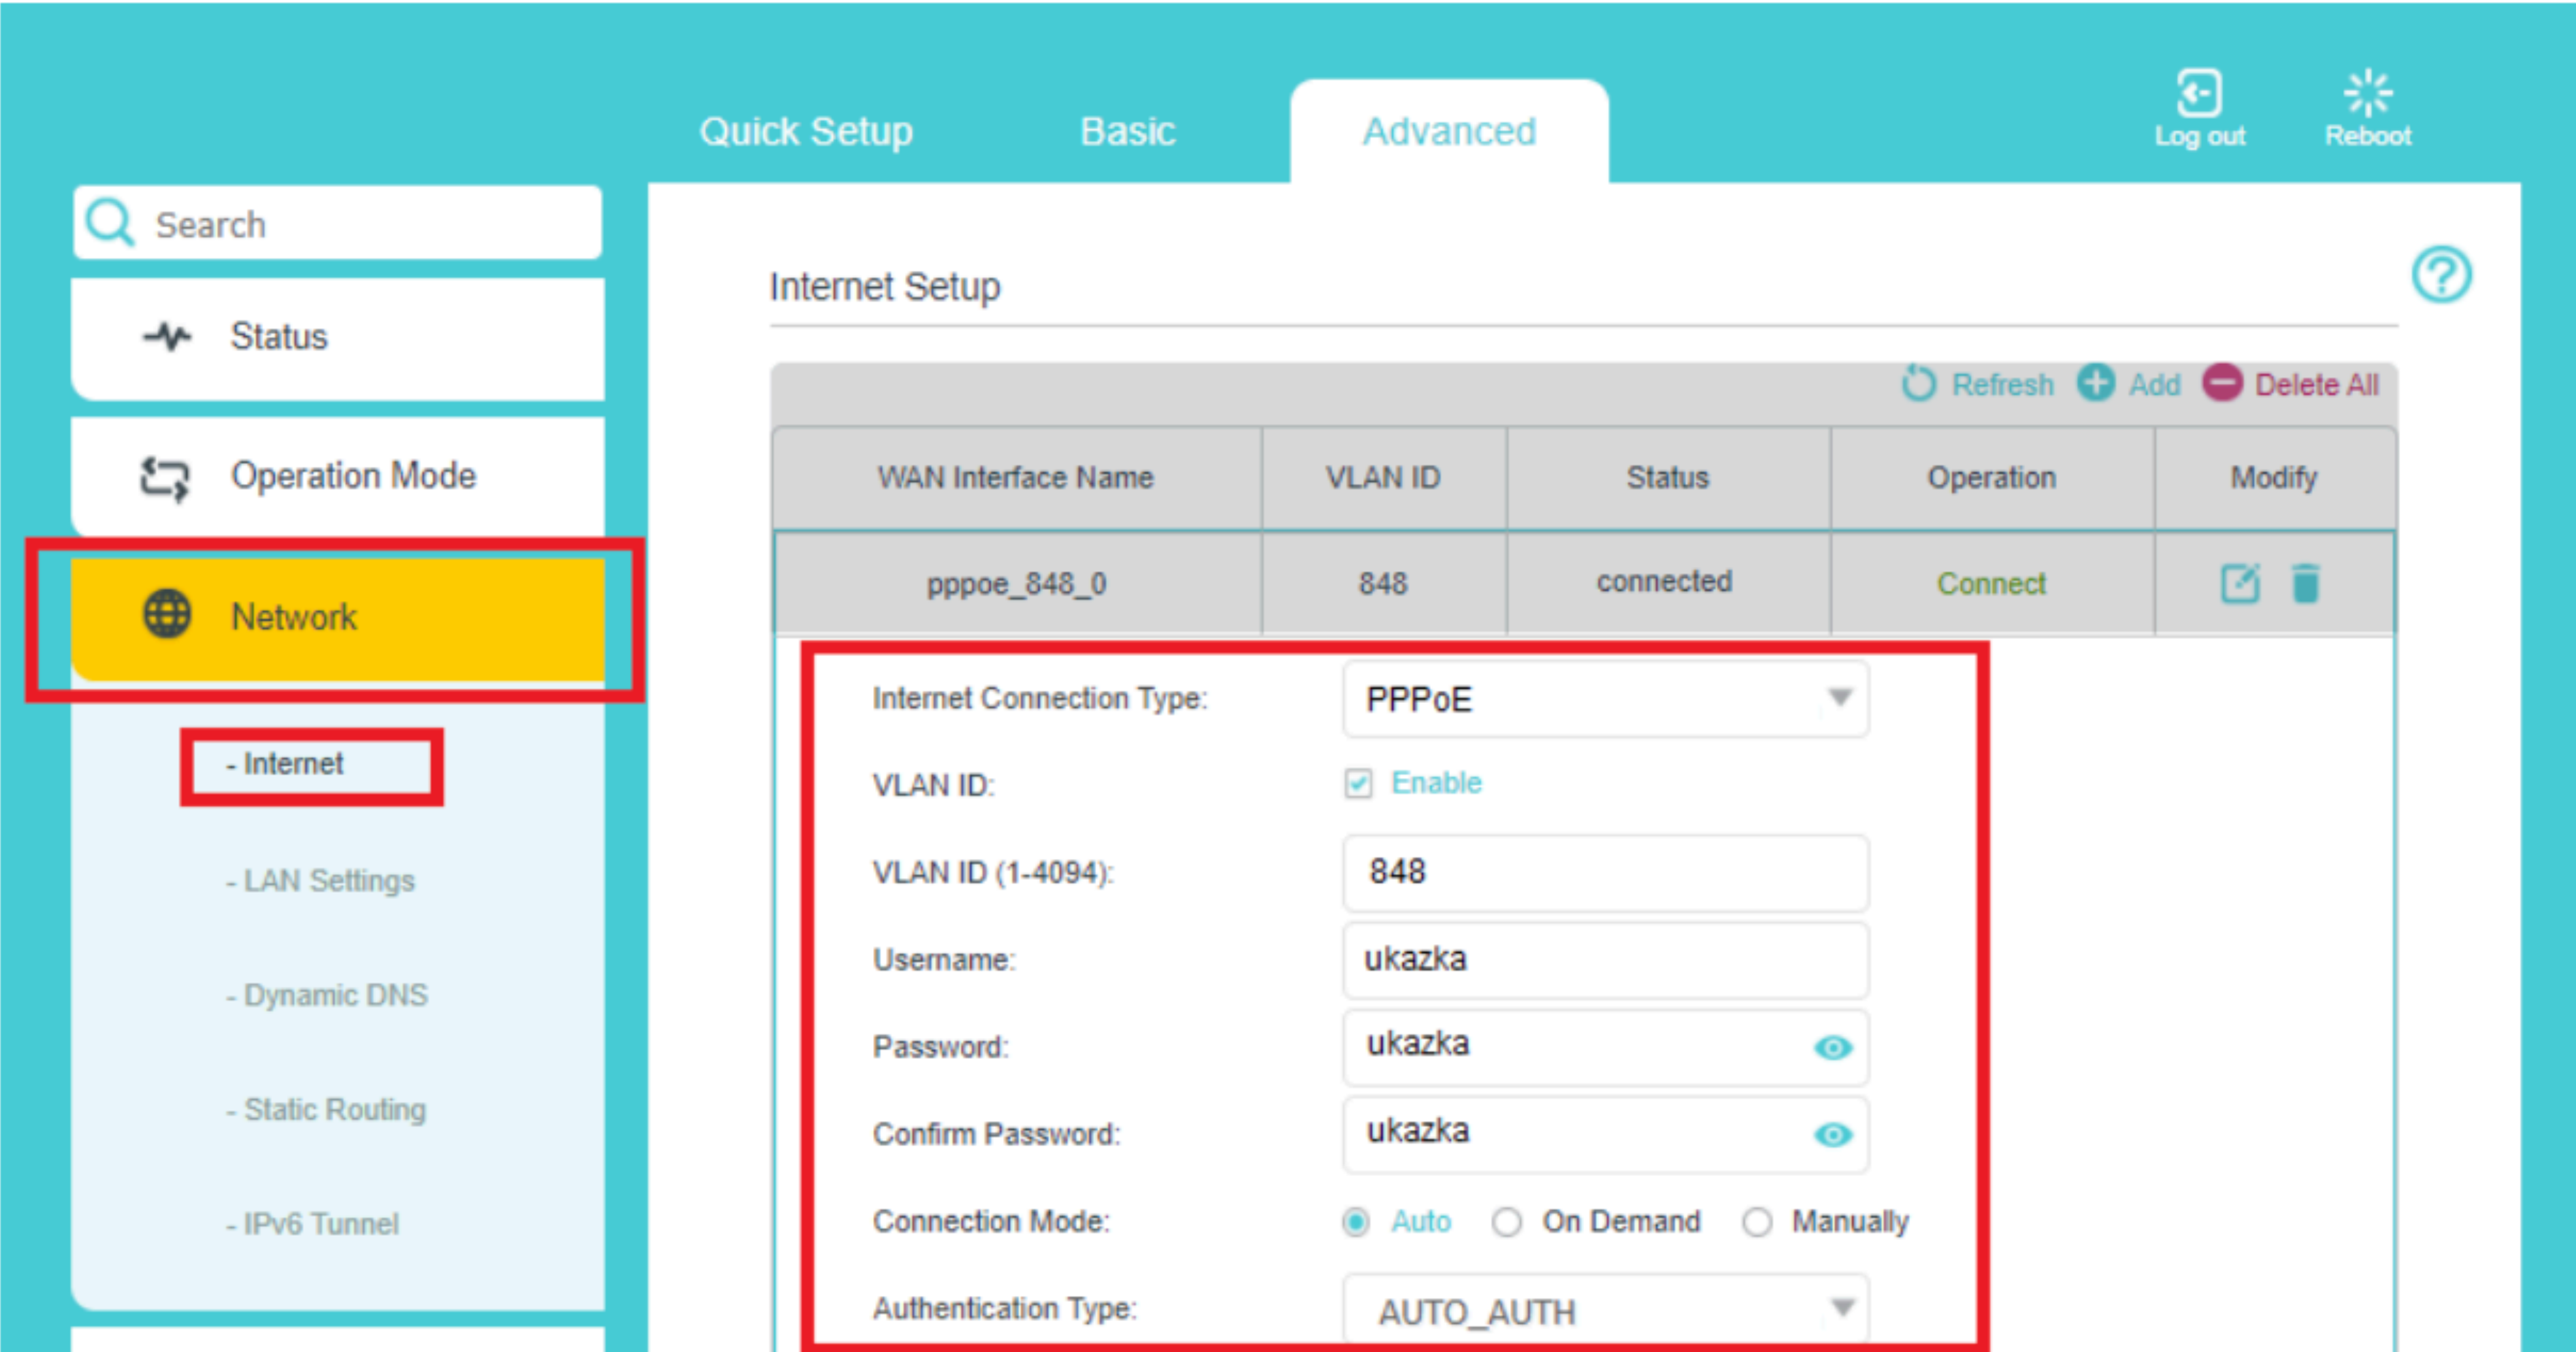 Quick Setup
Basic
Advanced
Log out
Reboot
Search
Status
Operation Mode
Network
- Internet
- LAN Settings
- Dynamic DNS
- Static Routing
- IPv6 Tunnel
Internet Setup
Refresh Add Delete All
WAN Interface Name VLAN ID Status Operation Modify
pppoe_848_0 848 connected Connect
Internet Connection Type: PPPoE
VLAN ID: Enable
VLAN ID (1-4094): 848
Username: ukazka
Password: ukazka
Confirm Password: ukazka
Connection Mode: Auto On Demand Manually
Authentication Type: AUTO_AUTH